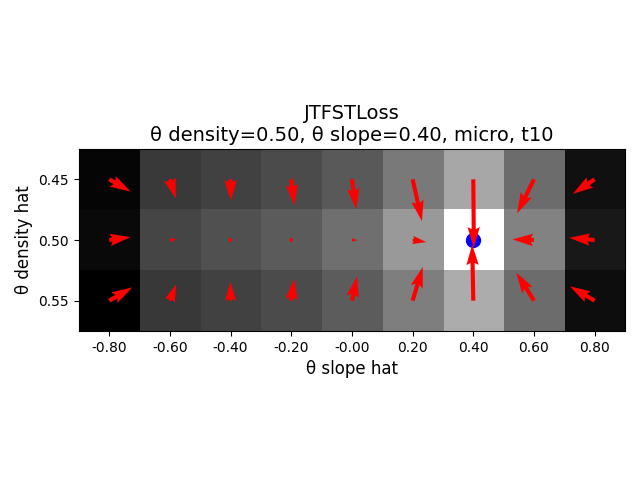 JTFSTLoss
θ density=0.50, θ slope=0.40, micro, t10
θ density hat
0.45
0.50
0.55
-0.80 -0.60 -0.40 -0.20 -0.00 0.20 0.40 0.60 0.80
θ slope hat